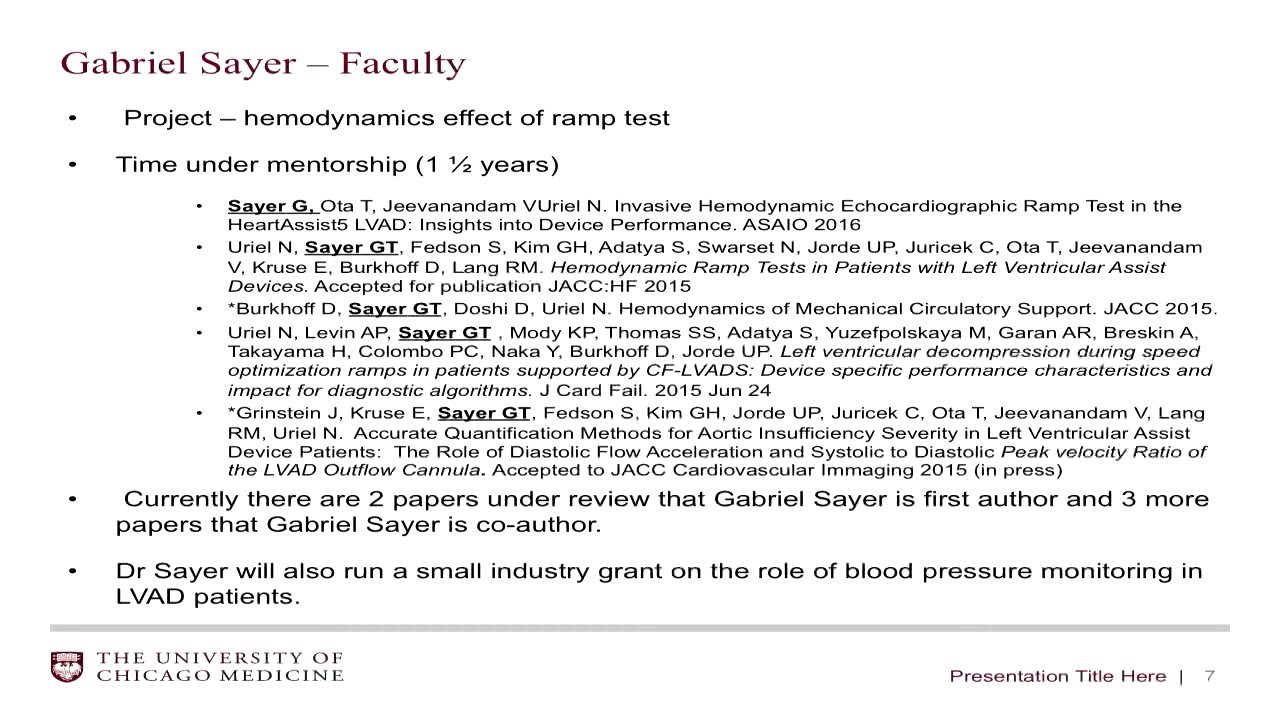 Gabriel Sayer – Faculty
• Project – hemodynamics effect of ramp test
• Time under mentorship (1 ½ years)
• Sayer G, Ota T, Jeevanandam VUriel N. Invasive Hemodynamic Echocardiographic Ramp Test in the
HeartAssist5 LVAD: Insights into Device Performance. ASAIO 2016
• Uriel N, Sayer GT, Fedson S, Kim GH, Adatya S, Swarset N, Jorde UP, Juricek C, Ota T, Jeevanandam
V, Kruse E, Burkhoff D, Lang RM. Hemodynamic Ramp Tests in Patients with Left Ventricular Assist
Devices. Accepted for publication JACC:HF 2015
• *Burkhoff D, Sayer GT, Doshi D, Uriel N. Hemodynamics of Mechanical Circulatory Support. JACC 2015.
• Uriel N, Levin AP, Sayer GT , Mody KP, Thomas SS, Adatya S, Yuzefpolskaya M, Garan AR, Breskin A,
Takayama H, Colombo PC, Naka Y, Burkhoff D, Jorde UP. Left ventricular decompression during speed
optimization ramps in patients supported by CF-LVADS: Device specific performance characteristics and
impact for diagnostic algorithms. J Card Fail. 2015 Jun 24
• *Grinstein J, Kruse E, Sayer GT, Fedson S, Kim GH, Jorde UP, Juricek C, Ota T, Jeevanandam V, Lang
RM, Uriel N. Accurate Quantification Methods for Aortic Insufficiency Severity in Left Ventricular Assist
Device Patients: The Role of Diastolic Flow Acceleration and Systolic to Diastolic Peak velocity Ratio of
the LVAD Outflow Cannula. Accepted to JACC Cardiovascular Immaging 2015 (in press)
• Currently there are 2 papers under review that Gabriel Sayer is first author and 3 more
papers that Gabriel Sayer is co-author.
• Dr Sayer will also run a small industry grant on the role of blood pressure monitoring in
LVAD patients.
THE UNIVERSITY OF
CHICAGO MEDICINE
Presentation Title Here | 7